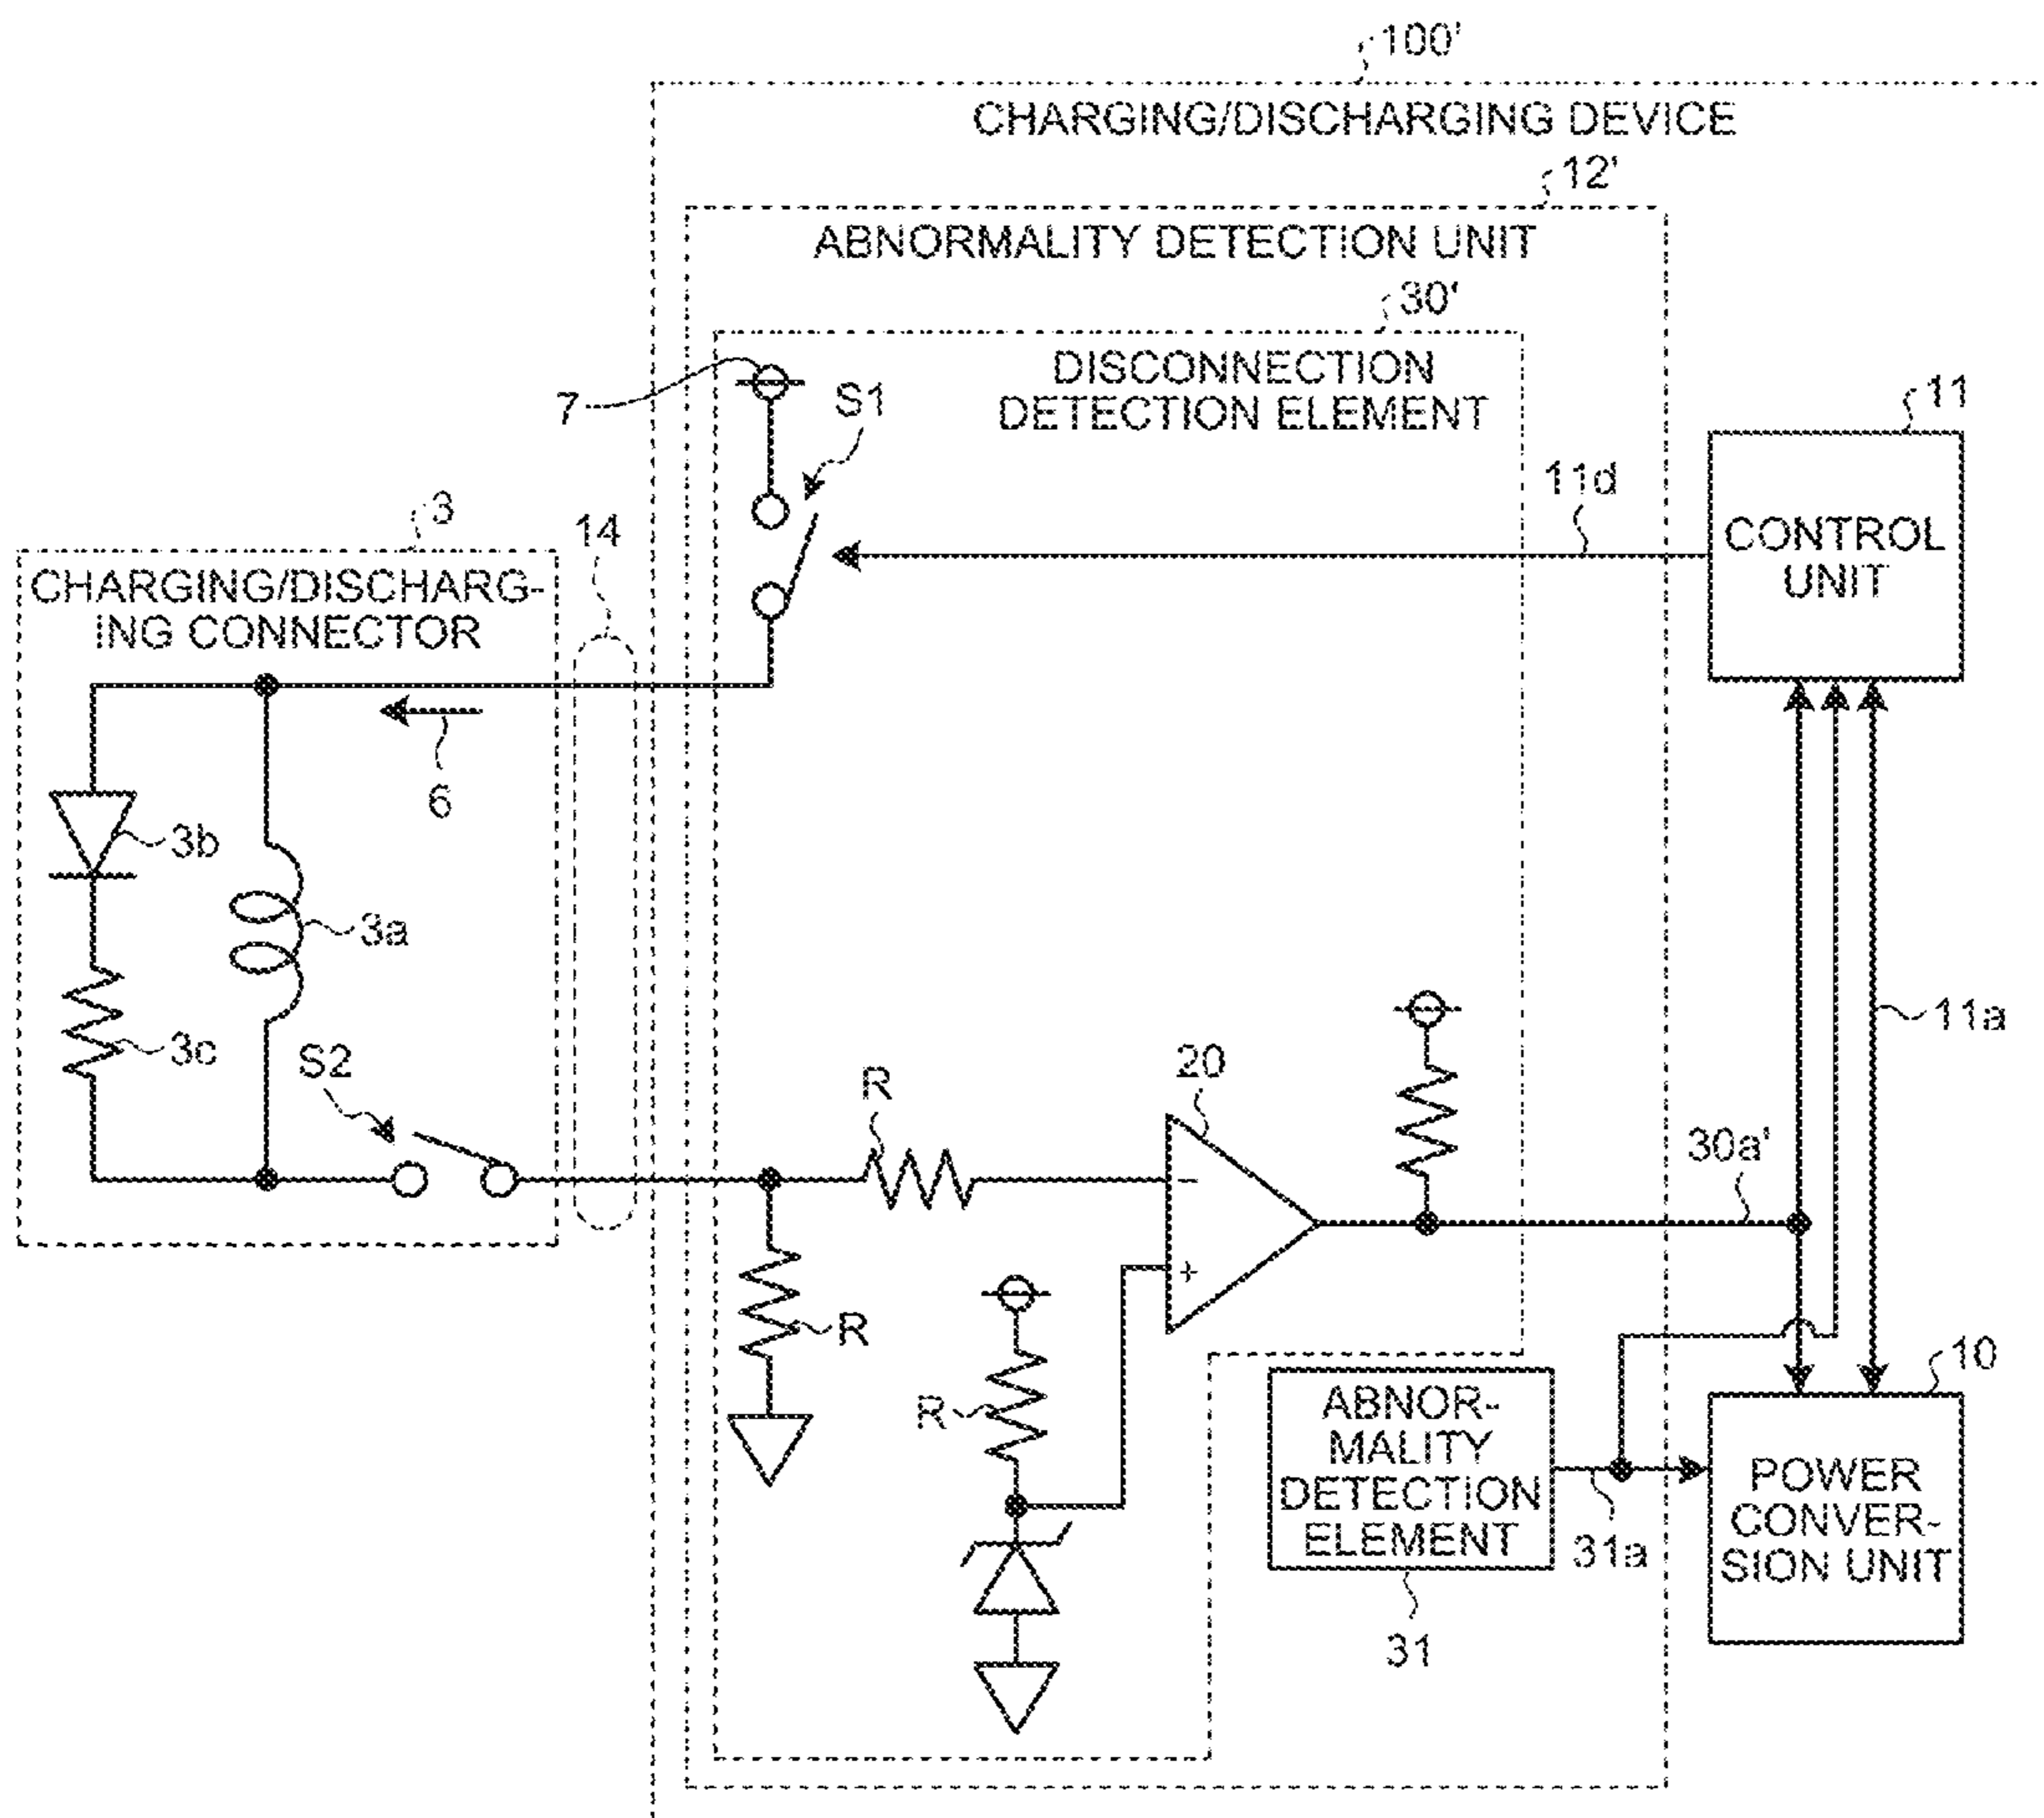 100'
CHARGING/DISCHARGING DEVICE
12'
ABNORMALITY DETECTION UNIT
30'
DISCONNECTION
DETECTION ELEMENT
7
S1
11
CONTROL
UNIT
11d
3
14
CHARGING/DISCHARG-
ING CONNECTOR
6
3b
3a
3c
S2
R
20
-
+
11a
30a'
R
R
10
ABNOR-
MALITY
DETECTION
ELEMENT
POWER
CONVER-
SION UNIT
31a
31